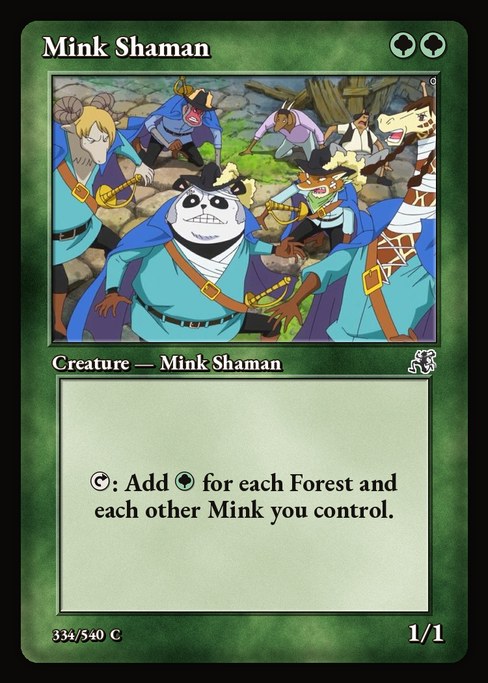 Mink Shaman
Creature — Mink Shaman
: Add for each Forest and
each other Mink you control.
334/540 C
1/1